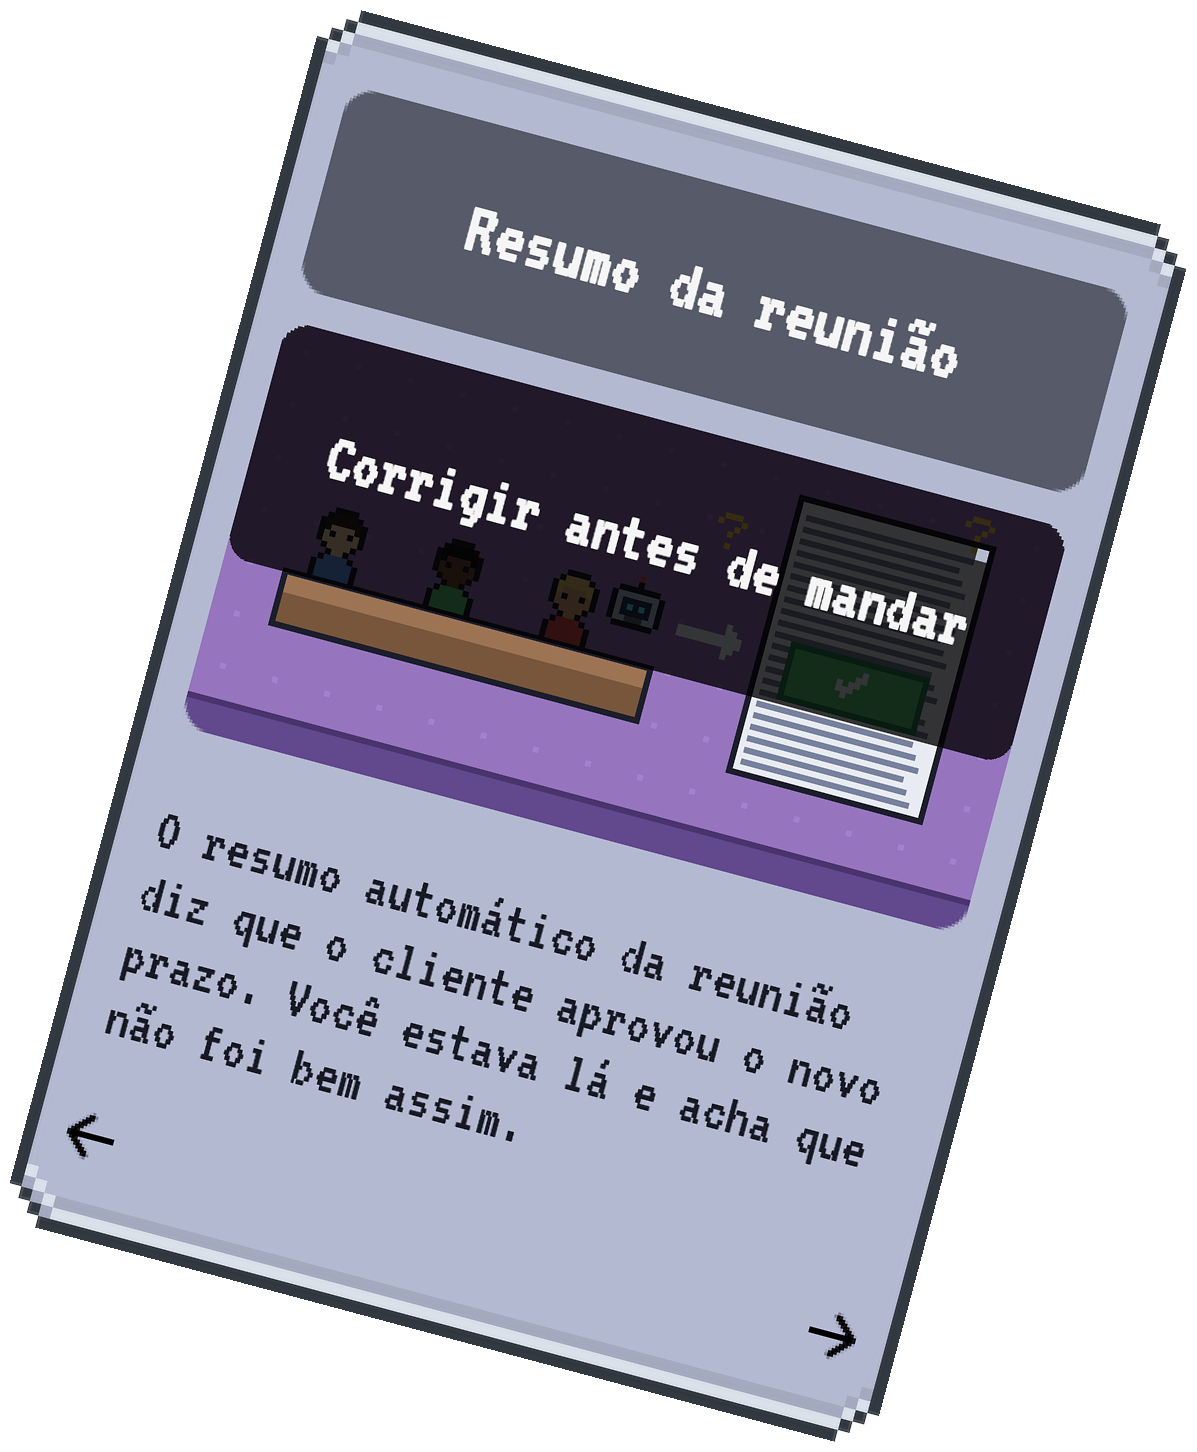 Resumo da reunião
Corrigir antes de mandar
O resumo automático da reunião
diz que o cliente aprovou o novo
prazo. Você estava lá e acha que
não foi bem assim.